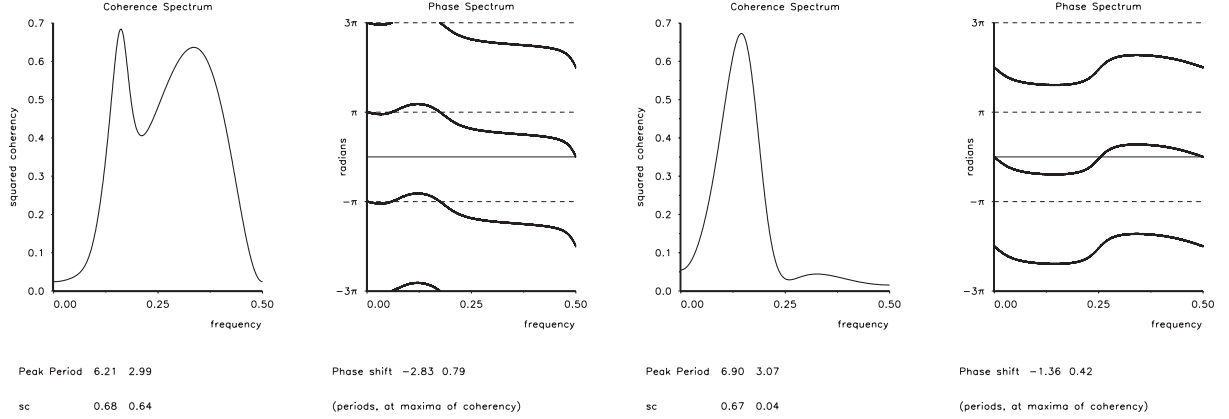 Coherence Spectrum
squared coherency
0.7
0.6
0.5
0.4
0.3
0.2
0.1
0.0
0.00 0.25 0.50
frequency
Peak Period 6.21 2.99
sc 0.68 0.64
Phase Spectrum
radians
3π
π
−π
−3π
0.00 0.25 0.50
frequency
Phase shift −2.83 0.79
(periods, at maxima of coherency)
Coherence Spectrum
squared coherency
0.7
0.6
0.5
0.4
0.3
0.2
0.1
0.0
0.00 0.25 0.50
frequency
Peak Period 6.90 3.07
sc 0.67 0.04
Phase Spectrum
radians
3π
π
−π
−3π
0.00 0.25 0.50
frequency
Phase shift −1.36 0.42
(periods, at maxima of coherency)